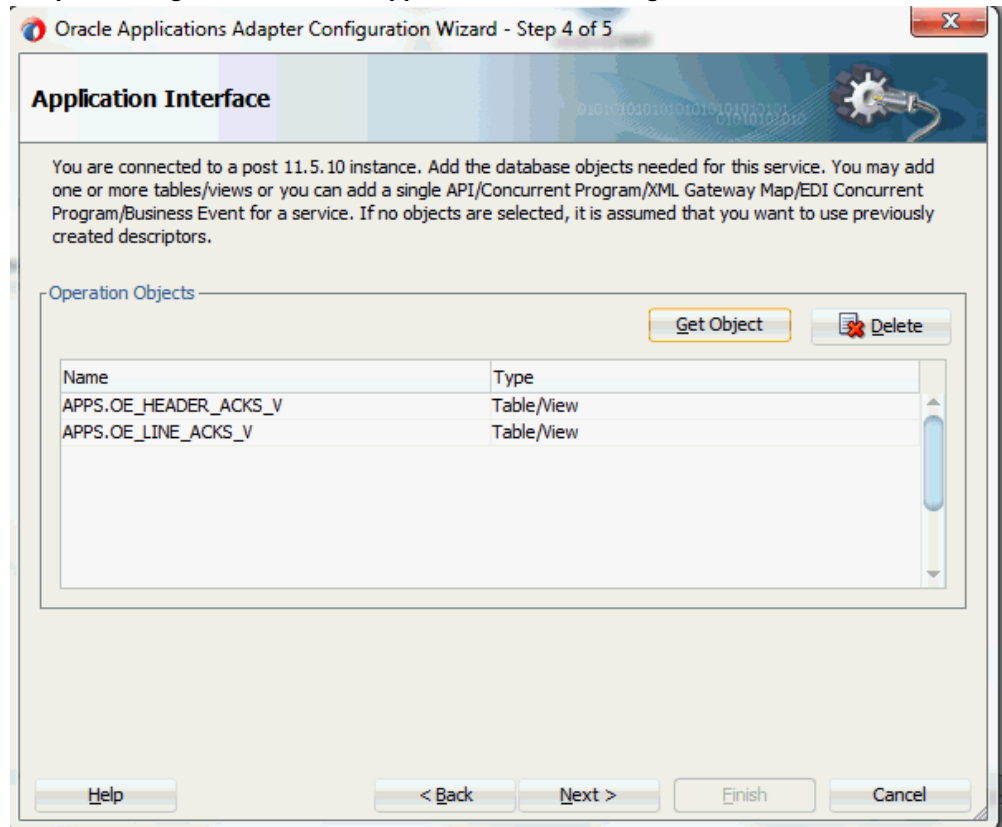 Oracle Applications Adapter Configuration Wizard - Step 4 of 5
Application Interface
You are connected to a post 11.5.10 instance. Add the database objects needed for this service. You may add
one or more tables/views or you can add a single API/Concurrent Program/XML Gateway Map/EDI Concurrent
Program/Business Event for a service. If no objects are selected, it is assumed that you want to use previously
created descriptors.
Operation Objects
Get Object
Delete
Name Type
APPS.OE_HEADER_ACKS_V Table/View
APPS.OE_LINE_ACKS_V Table/View
Help
< Back
Next >
Finish
Cancel